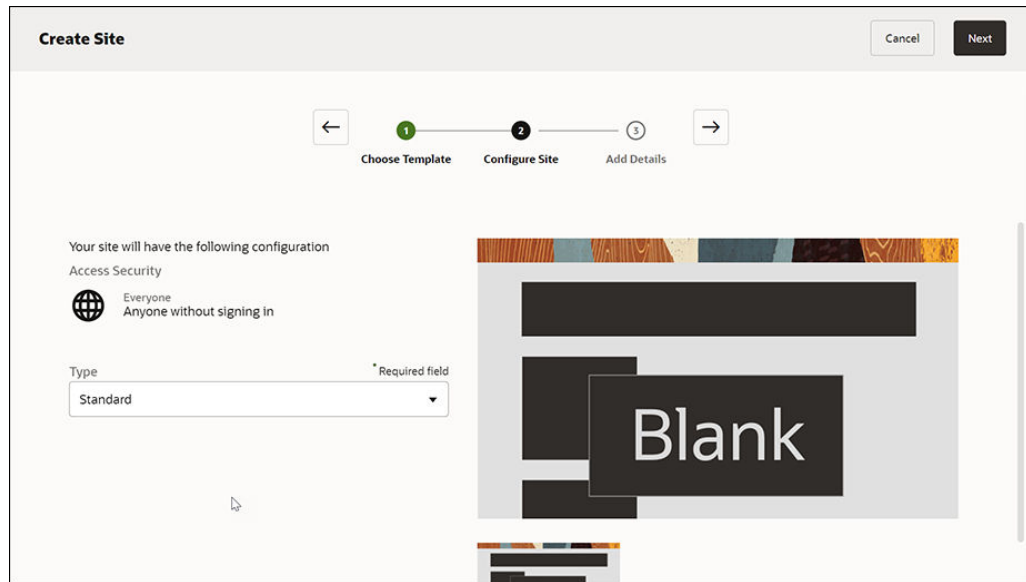 Create Site
Cancel
Next
1
2
3
Choose Template
Configure Site
Add Details
Your site will have the following configuration
Access Security
Everyone
Anyone without signing in
Type
* Required field
Standard
Blank